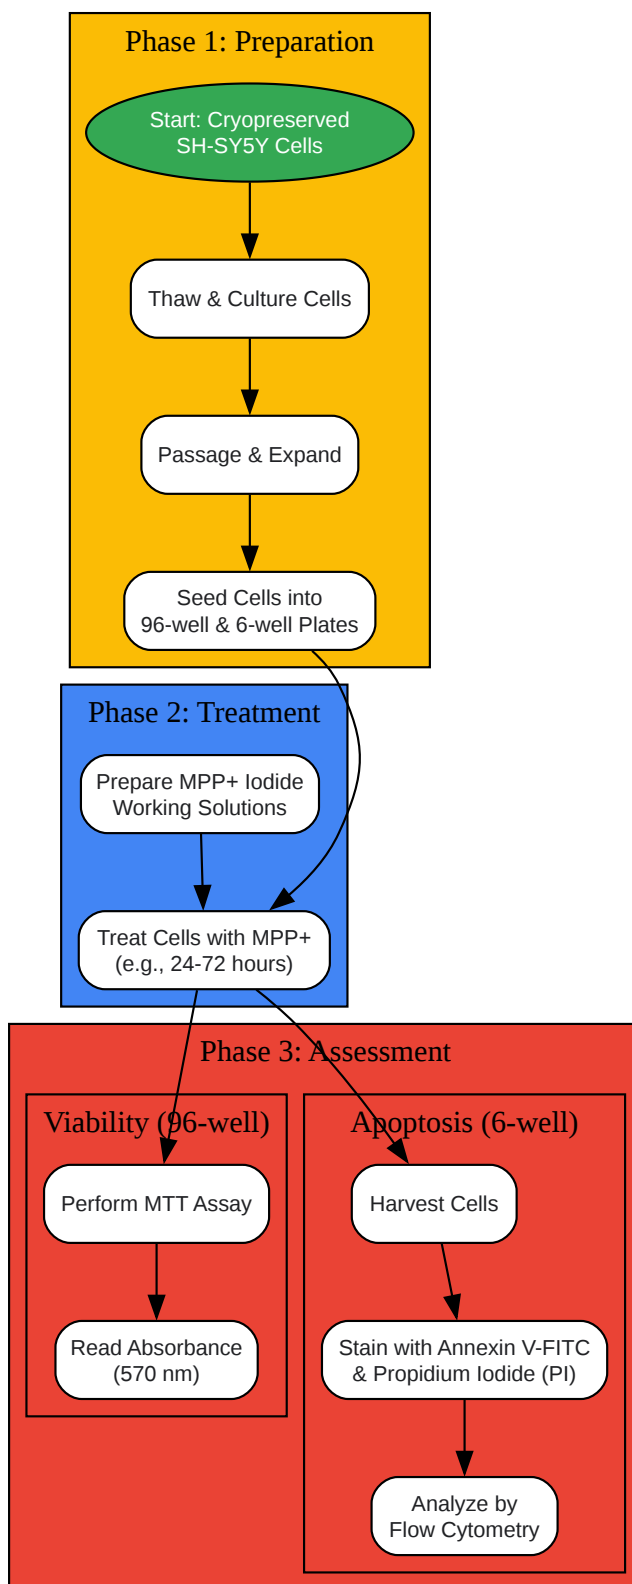 Phase 1: Preparation
Start: Cryopreserved
SH-SY5Y Cells
Thaw & Culture Cells
Passage & Expand
Seed Cells into
96-well & 6-well Plates
Phase 2: Treatment
Prepare MPP+ Iodide
Working Solutions
Treat Cells with MPP+
(e.g., 24-72 hours)
Phase 3: Assessment
Viability (96-well)
Perform MTT Assay
Read Absorbance
(570 nm)
Apoptosis (6-well)
Harvest Cells
Stain with Annexin V-FITC
& Propidium Iodide (PI)
Analyze by
Flow Cytometry